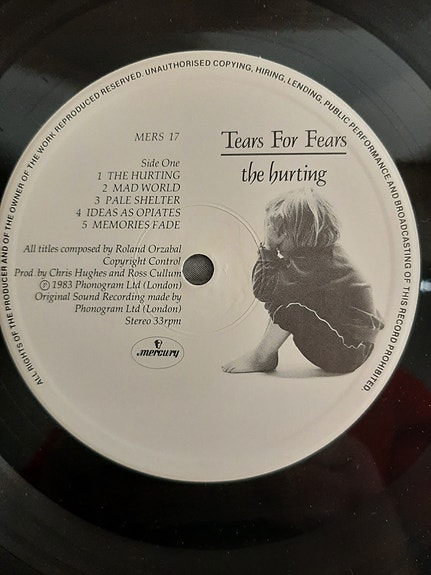 ALL RIGHTS OF THE PRODUCER AND OF THE OWNER OF THE WORK REPRODUCED RESERVED. UNAUTHORISED COPYING, HIRING, LENDING, PUBLIC PERFORMANCE AND BROADCASTING OF THIS RECORD PROHIBITED.
MERS 17
Side One
1 THE HURTING
2 MAD WORLD
3 PALE SHELTER
4 IDEAS AS OPIATES
5 MEMORIES FADE
All titles composed by Roland Orzabal
Copyright Control
Prod. by Chris Hughes and Ross Cullum
Ⓟ 1983 Phonogram Ltd (London)
Original Sound Recording made by
Phonogram Ltd (London)
Stereo 33rpm
mercury
Tears For Fears
the hurting